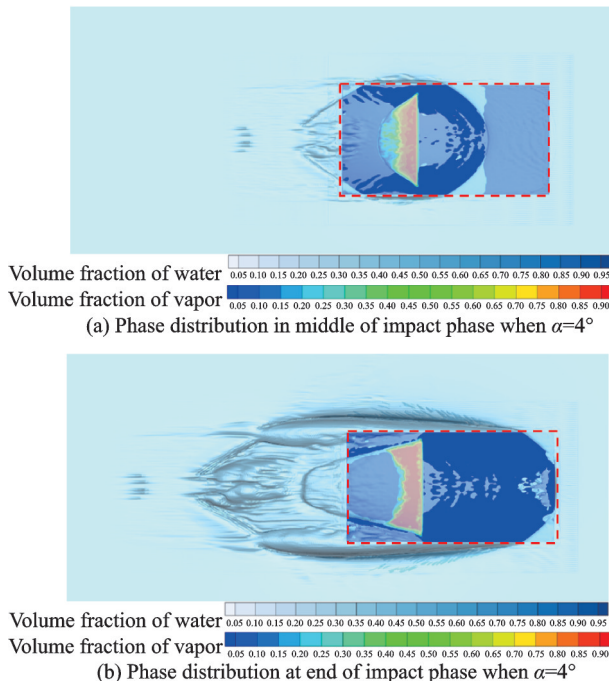 Volume fraction of water
0.05 0.10 0.15 0.20 0.25 0.30 0.35 0.40 0.45 0.50 0.55 0.60 0.65 0.70 0.75 0.80 0.85 0.90 0.95
Volume fraction of vapor
0.05 0.10 0.15 0.20 0.25 0.30 0.35 0.40 0.45 0.50 0.55 0.60 0.65 0.70 0.75 0.80 0.85 0.90
(a) Phase distribution in middle of impact phase when α=4°
Volume fraction of water
0.05 0.10 0.15 0.20 0.25 0.30 0.35 0.40 0.45 0.50 0.55 0.60 0.65 0.70 0.75 0.80 0.85 0.90 0.95
Volume fraction of vapor
0.05 0.10 0.15 0.20 0.25 0.30 0.35 0.40 0.45 0.50 0.55 0.60 0.65 0.70 0.75 0.80 0.85 0.90
(b) Phase distribution at end of impact phase when α=4°